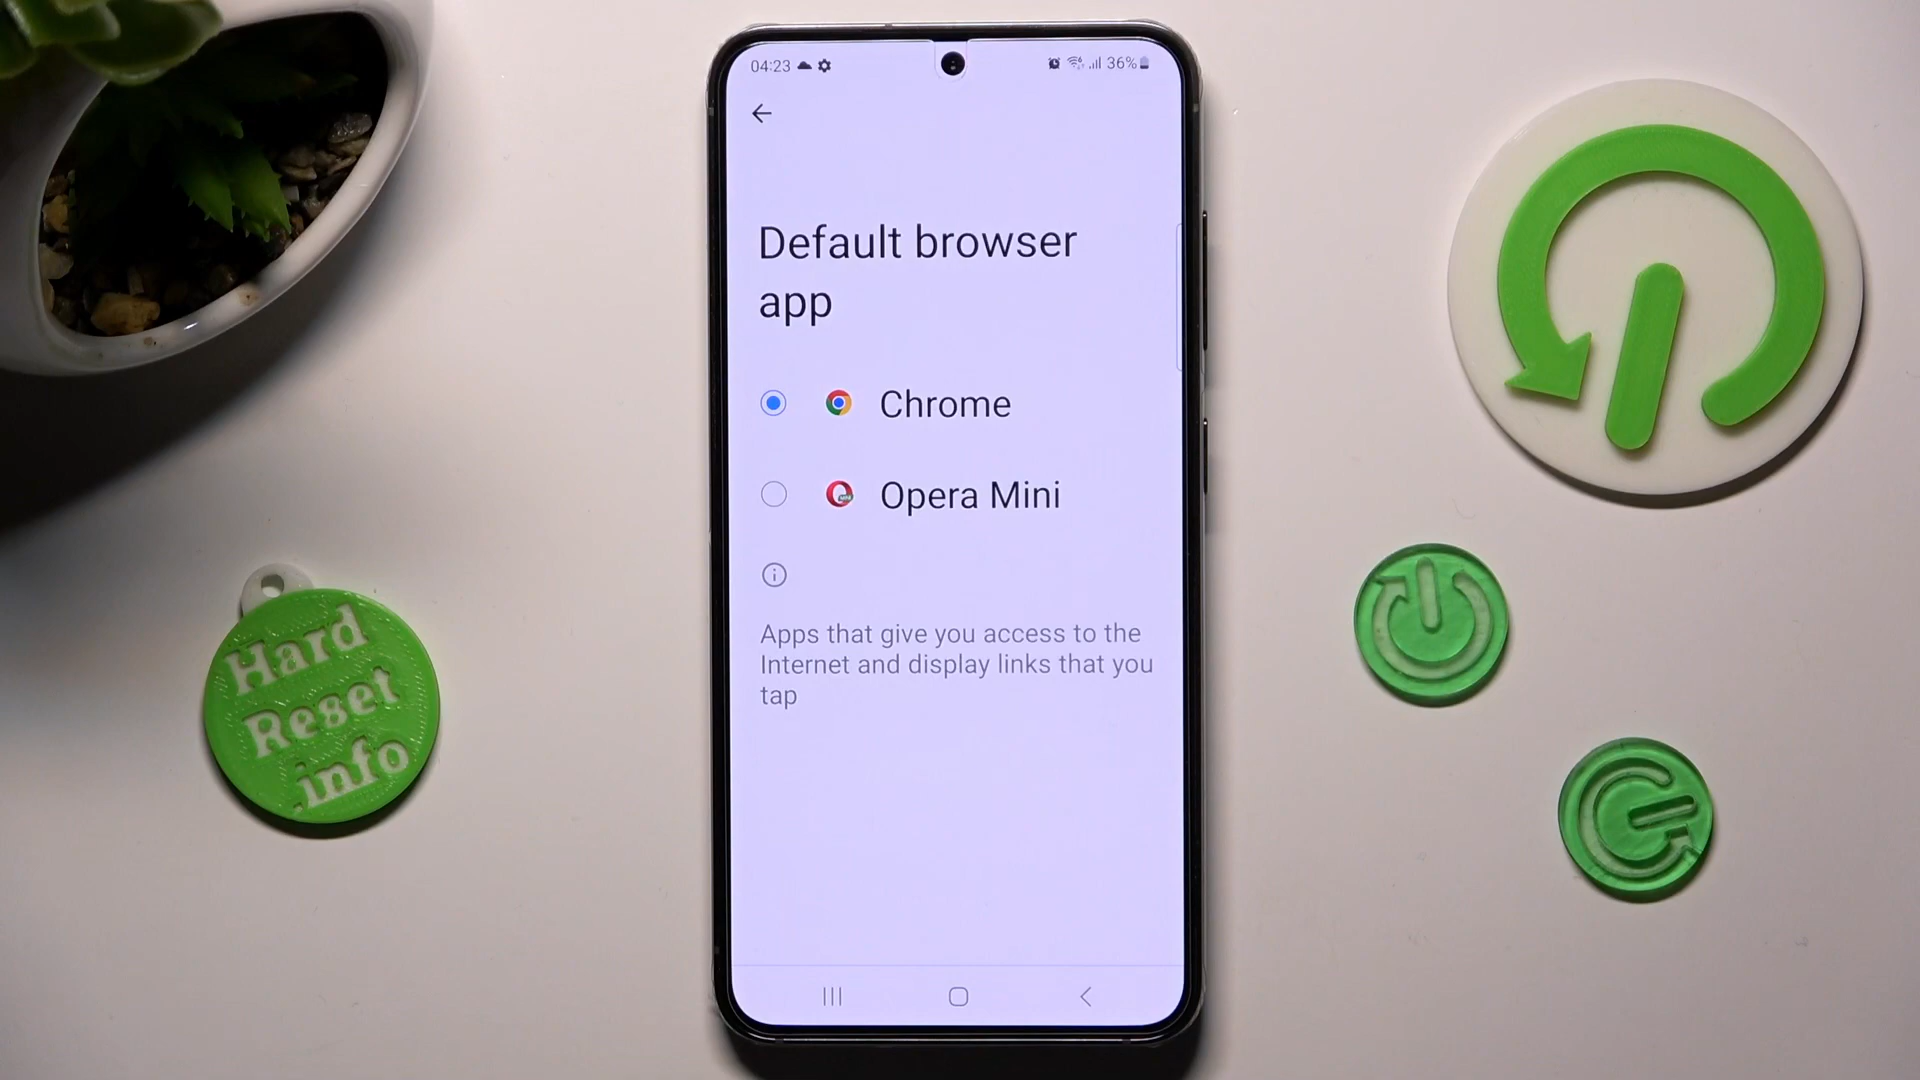 04:23
36%
Default browser
app
Chrome
Opera Mini
Apps that give you access to the
Internet and display links that you
tap
Hard
Reset
.info